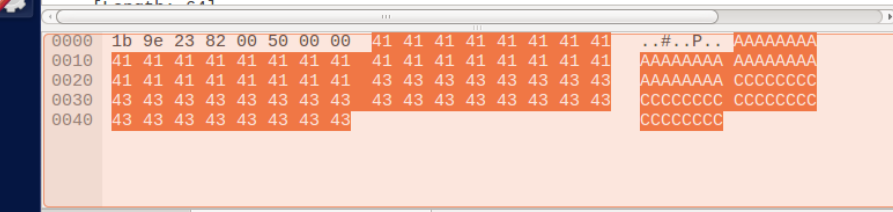 [Length: 64]
0000 1b 9e 23 82 00 50 00 00 41 41 41 41 41 41 41 41 ..#..P.. AAAAAAAA
0010 41 41 41 41 41 41 41 41 41 41 41 41 41 41 41 41 AAAAAAAA AAAAAAAA
0020 41 41 41 41 41 41 41 41 43 43 43 43 43 43 43 43 AAAAAAAA CCCCCCCC
0030 43 43 43 43 43 43 43 43 43 43 43 43 43 43 43 43 CCCCCCCC CCCCCCCC
0040 43 43 43 43 43 43 43 43 CCCCCCCC